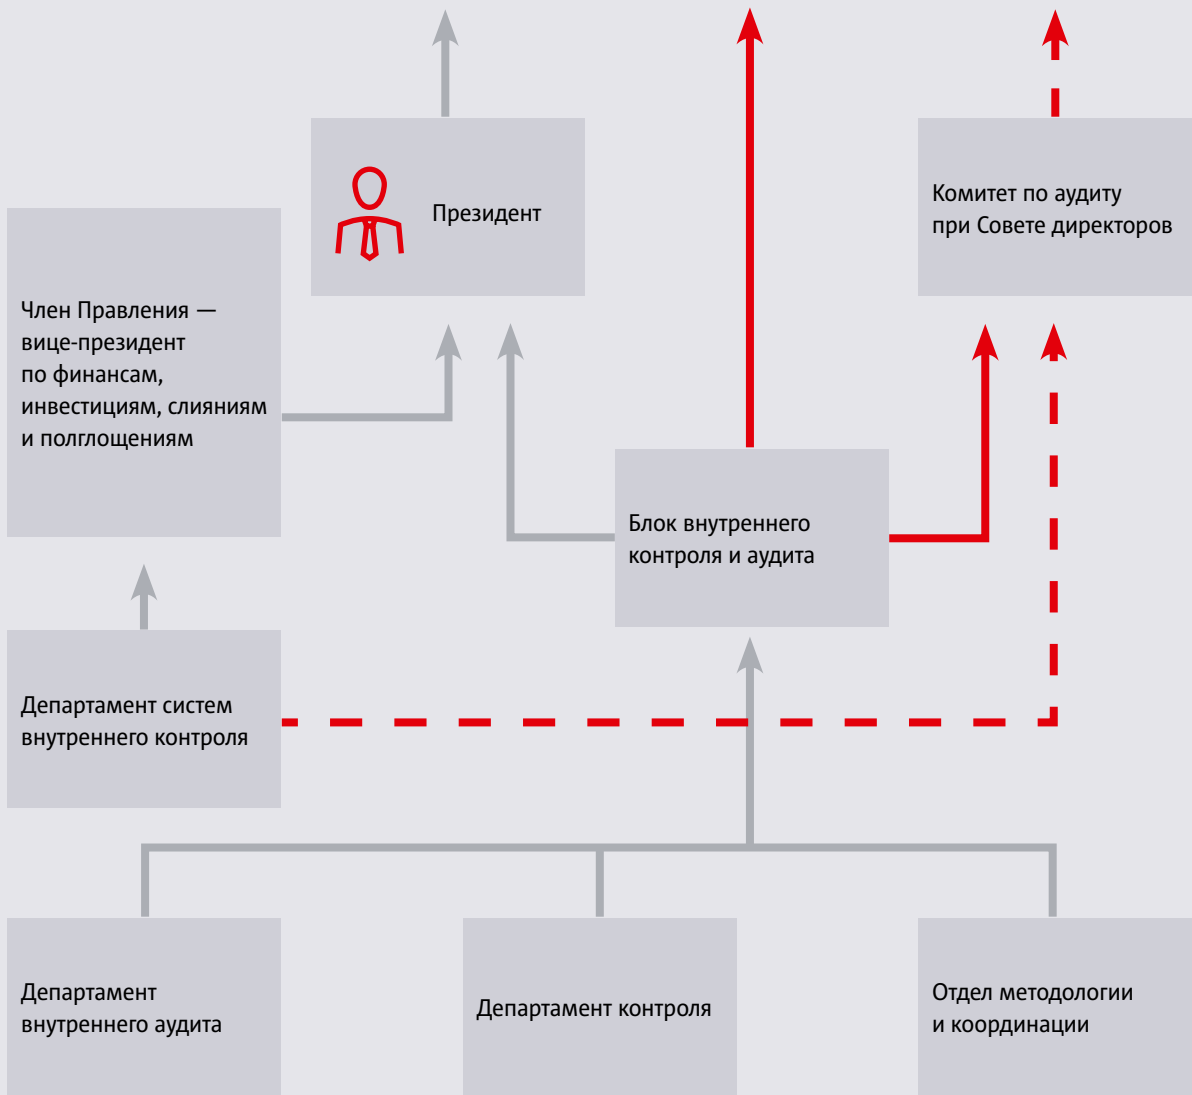 Президент
Комитет по аудиту
при Совете директоров
Член Правления —
вице-президент
по финансам,
инвестициям, слияниям
и полглощениям
Блок внутреннего
контроля и аудита
Департамент систем
внутреннего контроля
Департамент
внутреннего аудита
Департамент контроля
Отдел методологии
и координации